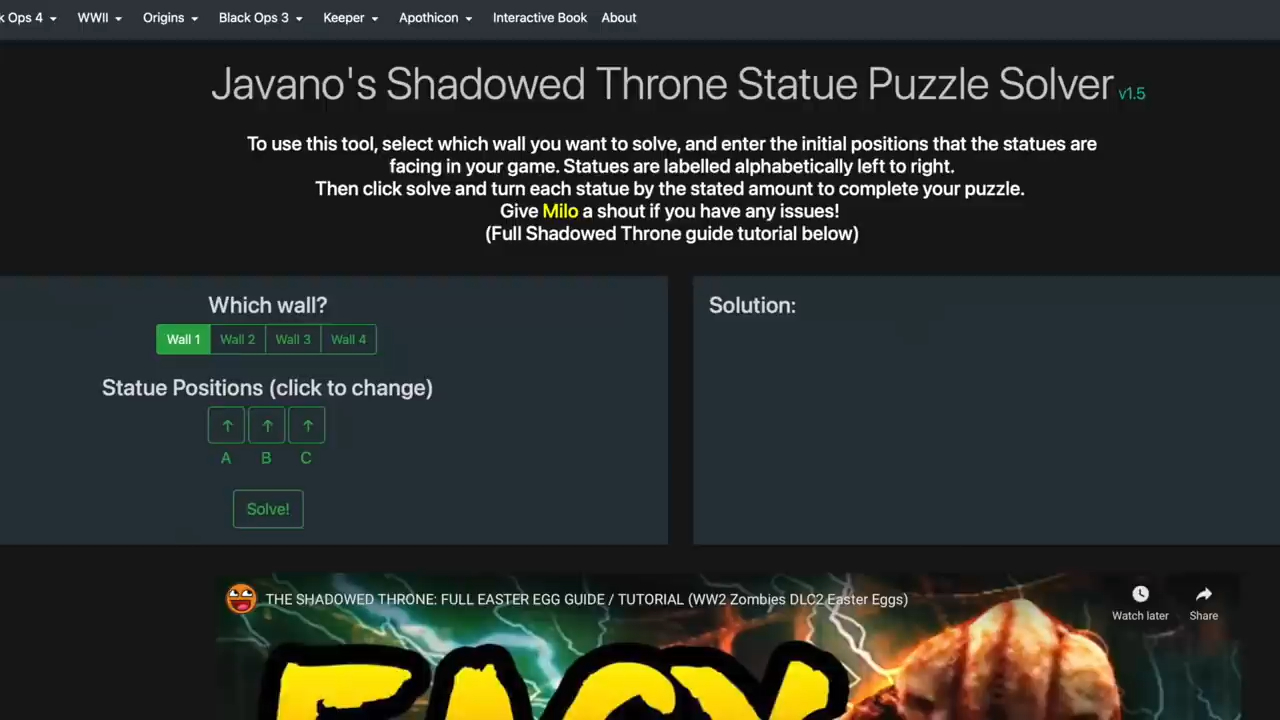 k Ops 4 WWII Origins Black Ops 3 Keeper Apothicon Interactive Book About
Javano's Shadowed Throne Statue Puzzle Solver v1.5
To use this tool, select which wall you want to solve, and enter the initial positions that the statues are
facing in your game. Statues are labelled alphabetically left to right.
Then click solve and turn each statue by the stated amount to complete your puzzle.
Give Milo a shout if you have any issues!
(Full Shadowed Throne guide tutorial below)
Which wall?
Wall 1 Wall 2 Wall 3 Wall 4
Statue Positions (click to change)
↑ ↑ ↑
A B C
Solve!
Solution:
THE SHADOWED THRONE: FULL EASTER EGG GUIDE / TUTORIAL (WW2 Zombies DLC2 Easter Eggs)
Watch later Share
EASY